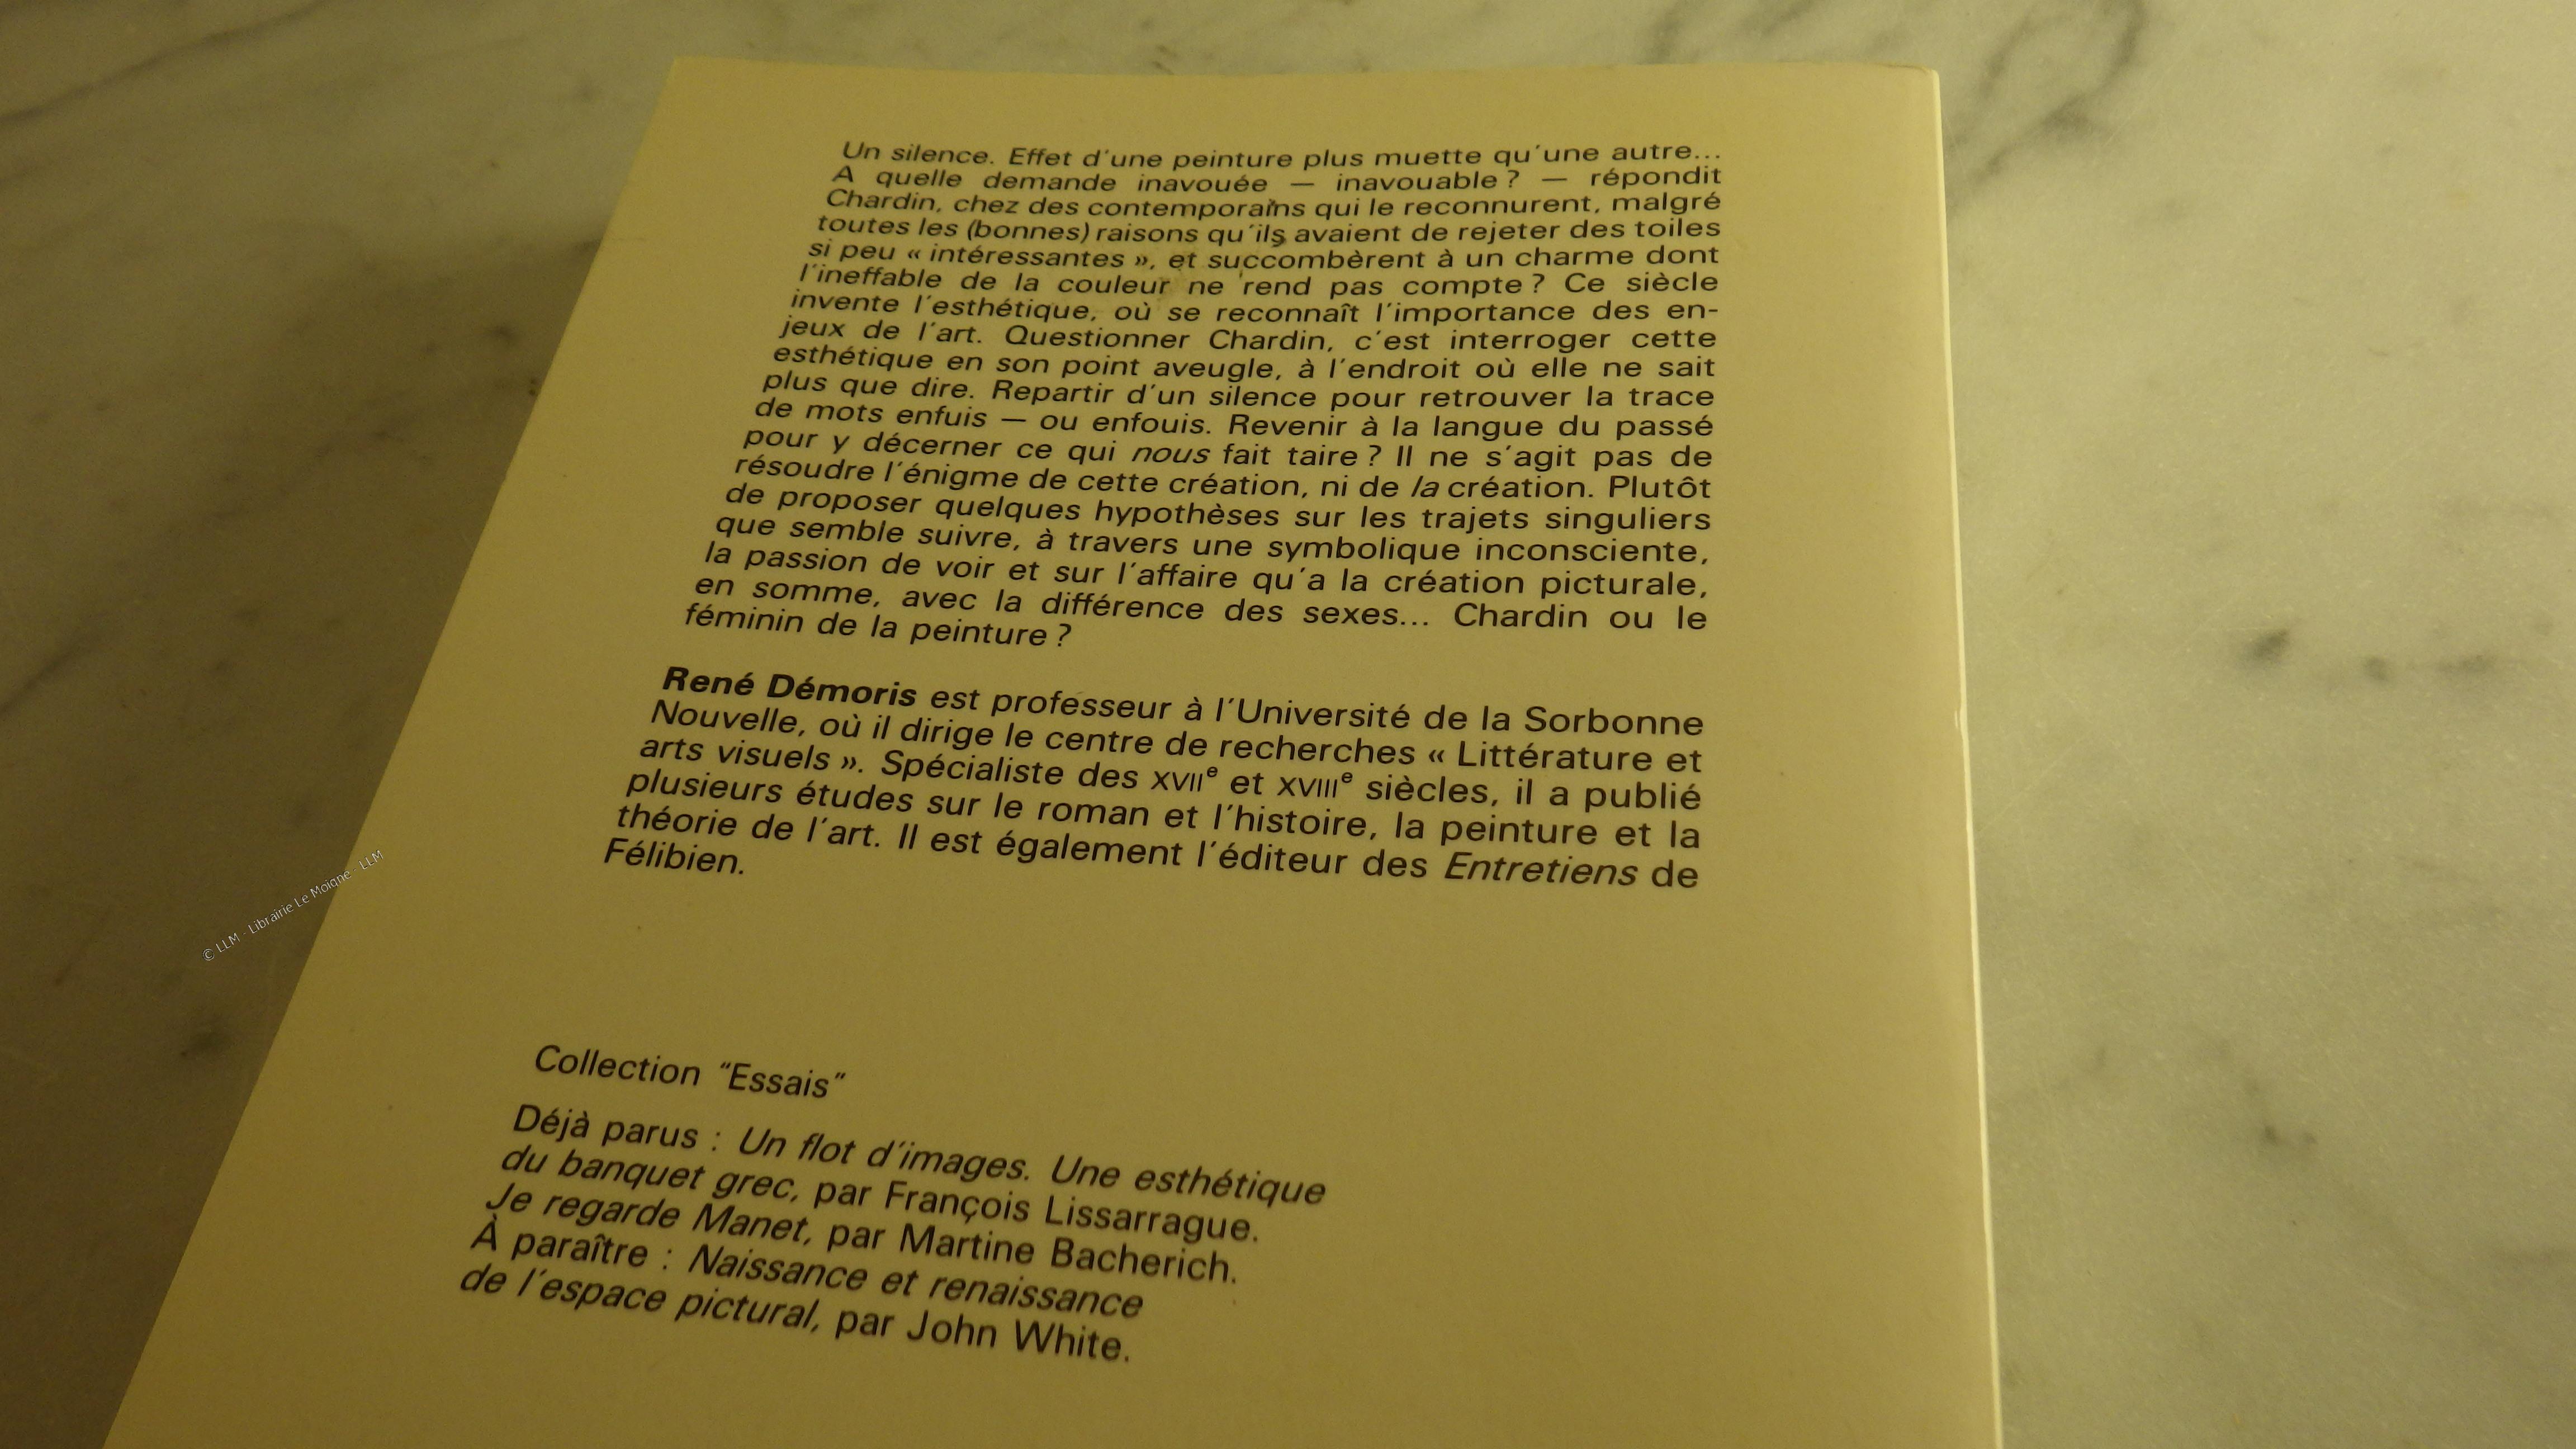 Un silence. Effet d'une peinture plus muette qu'une autre...
A quelle demande inavouée — inavouable ? — répondit
Chardin, chez des contemporains qui le reconnurent, malgré
toutes les (bonnes) raisons qu'ils avaient de rejeter des toiles
si peu « intéressantes », et succombèrent à un charme dont
l'ineffable de la couleur ne rend pas compte ? Ce siècle
invente l'esthétique, où se reconnaît l'importance des en-
jeux de l'art. Questionner Chardin, c'est interroger cette
esthétique en son point aveugle, à l'endroit où elle ne sait
plus que dire. Repartir d'un silence pour retrouver la trace
de mots enfuis — ou enfouis. Revenir à la langue du passé
pour y décerner ce qui nous fait taire ? Il ne s'agit pas de
résoudre l'énigme de cette création, ni de la création. Plutôt
de proposer quelques hypothèses sur les trajets singuliers
que semble suivre, à travers une symbolique inconsciente,
la passion de voir et sur l'affaire qu'a la création picturale,
en somme, avec la différence des sexes... Chardin ou le
féminin de la peinture ?
René Démoris est professeur à l'Université de la Sorbonne
Nouvelle, où il dirige le centre de recherches « Littérature et
arts visuels ». Spécialiste des XVIIe et XVIIIe siècles, il a publié
plusieurs études sur le roman et l'histoire, la peinture et la
théorie de l'art. Il est également l'éditeur des Entretiens de
Félibien.
© LLM - Librairie Le Moigne - LLM
Collection "Essais"
Déjà parus : Un flot d'images. Une esthétique
du banquet grec, par François Lissarrague.
Je regarde Manet, par Martine Bacherich.
À paraître : Naissance et renaissance
de l'espace pictural, par John White.